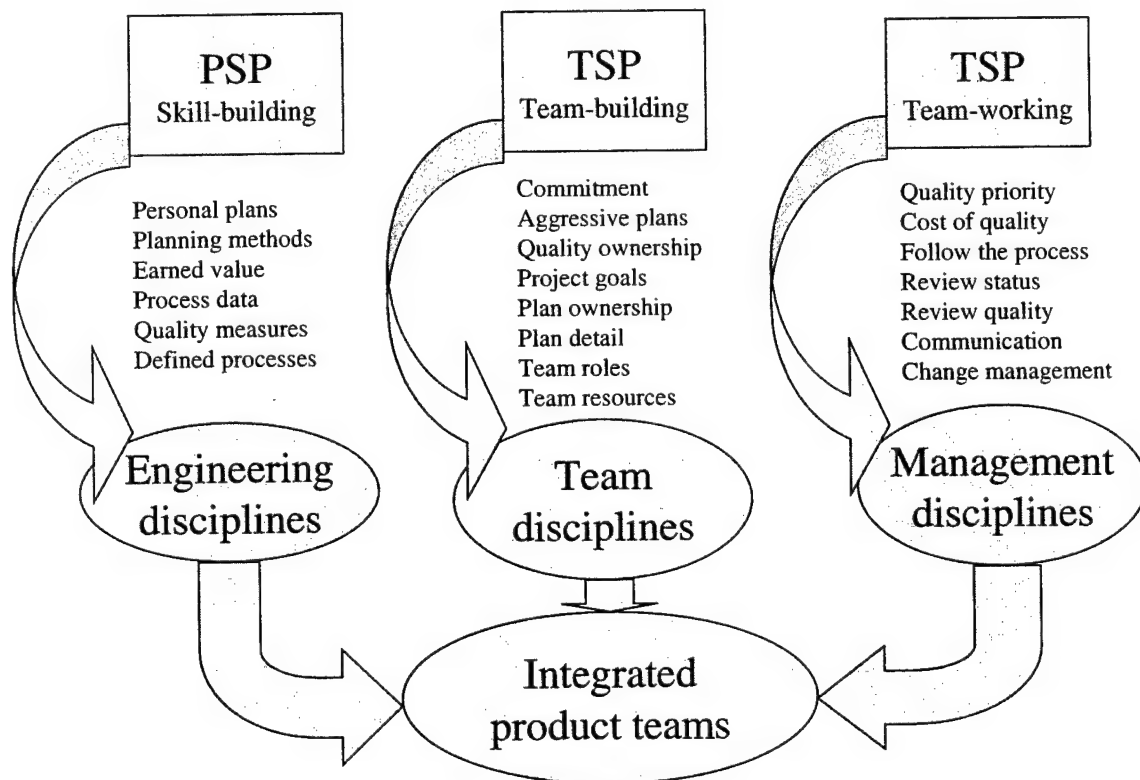 PSP
Skill-building
Personal plans
Planning methods
Earned value
Process data
Quality measures
Defined processes
Engineering
disciplines
TSP
Team-building
Commitment
Aggressive plans
Quality ownership
Project goals
Plan ownership
Plan detail
Team roles
Team resources
Team
disciplines
TSP
Team-working
Quality priority
Cost of quality
Follow the process
Review status
Review quality
Communication
Change management
Management
disciplines
Integrated
product teams